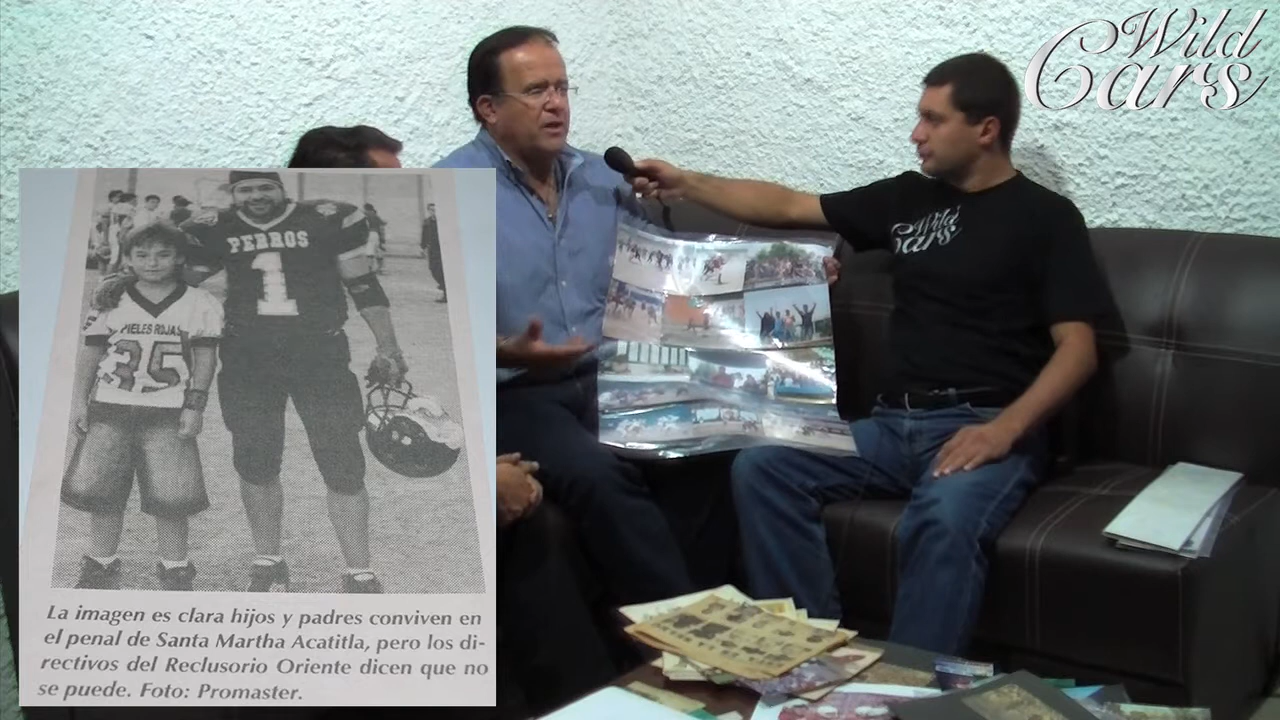 Wild
Cars
Wild
Cars
PERROS
1
PIELES ROJAS
35
La imagen es clara hijos y padres conviven en
el penal de Santa Martha Acatitla, pero los di-
rectivos del Reclusorio Oriente dicen que no
se puede. Foto: Promaster.